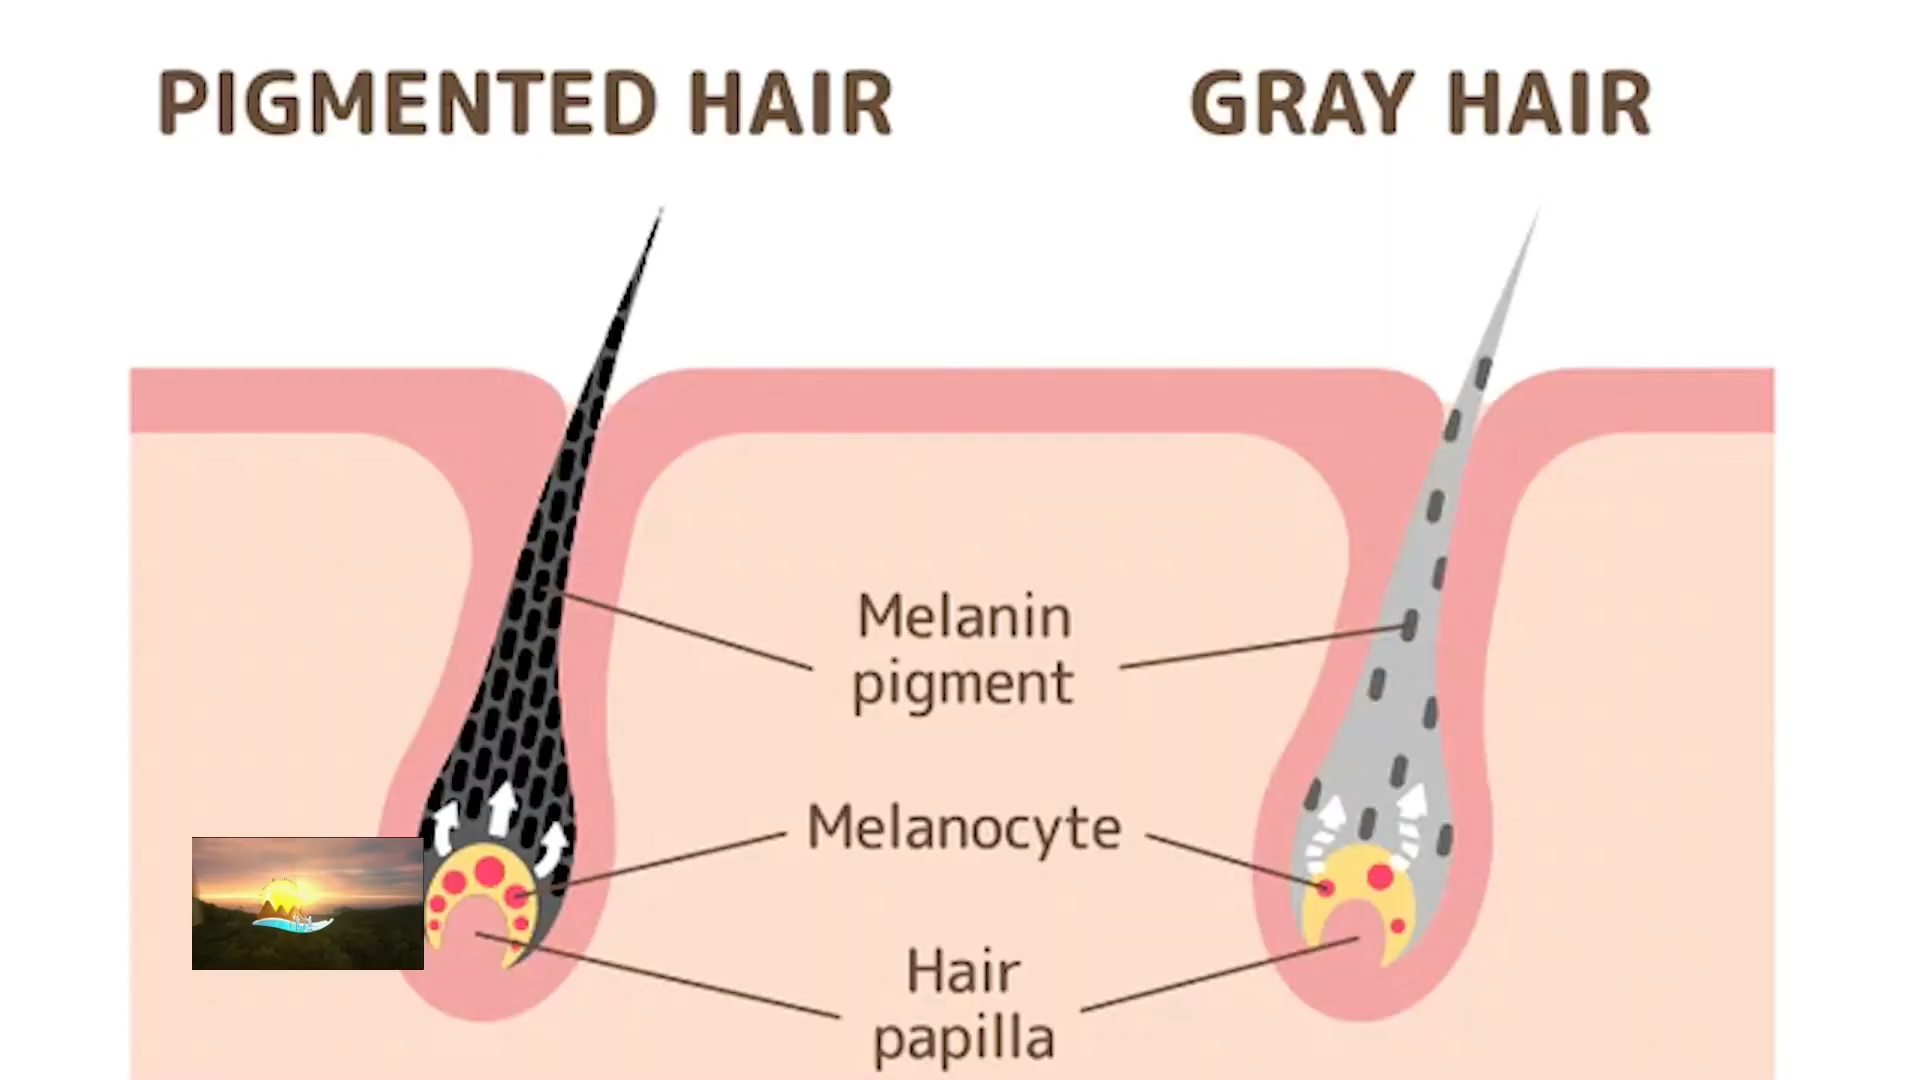 PIGMENTED HAIR
GRAY HAIR
Melanin
pigment
Melanocyte
Hair
papilla